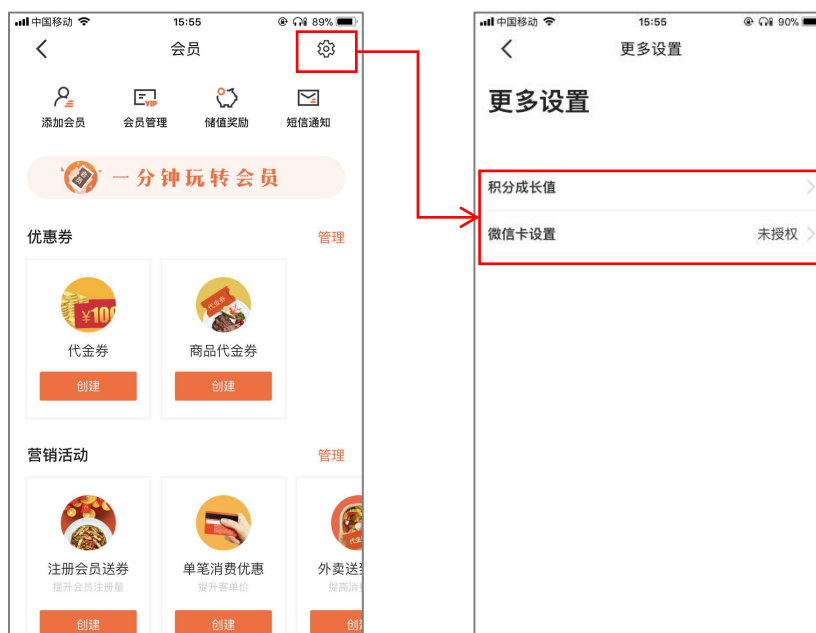 中国移动
15:55
89%
会员
添加会员
会员管理
储值奖励
短信通知
VIP
一分钟玩转会员
优惠券
管理
¥100
代金券
代金券
商品代金券
创建
创建
营销活动
管理
注册会员送券
单笔消费优惠
外卖送
提升会员注册量
提升客单价
提高消
创建
创建
创
中国移动
15:55
90%
更多设置
更多设置
积分成长值
微信卡设置
未授权